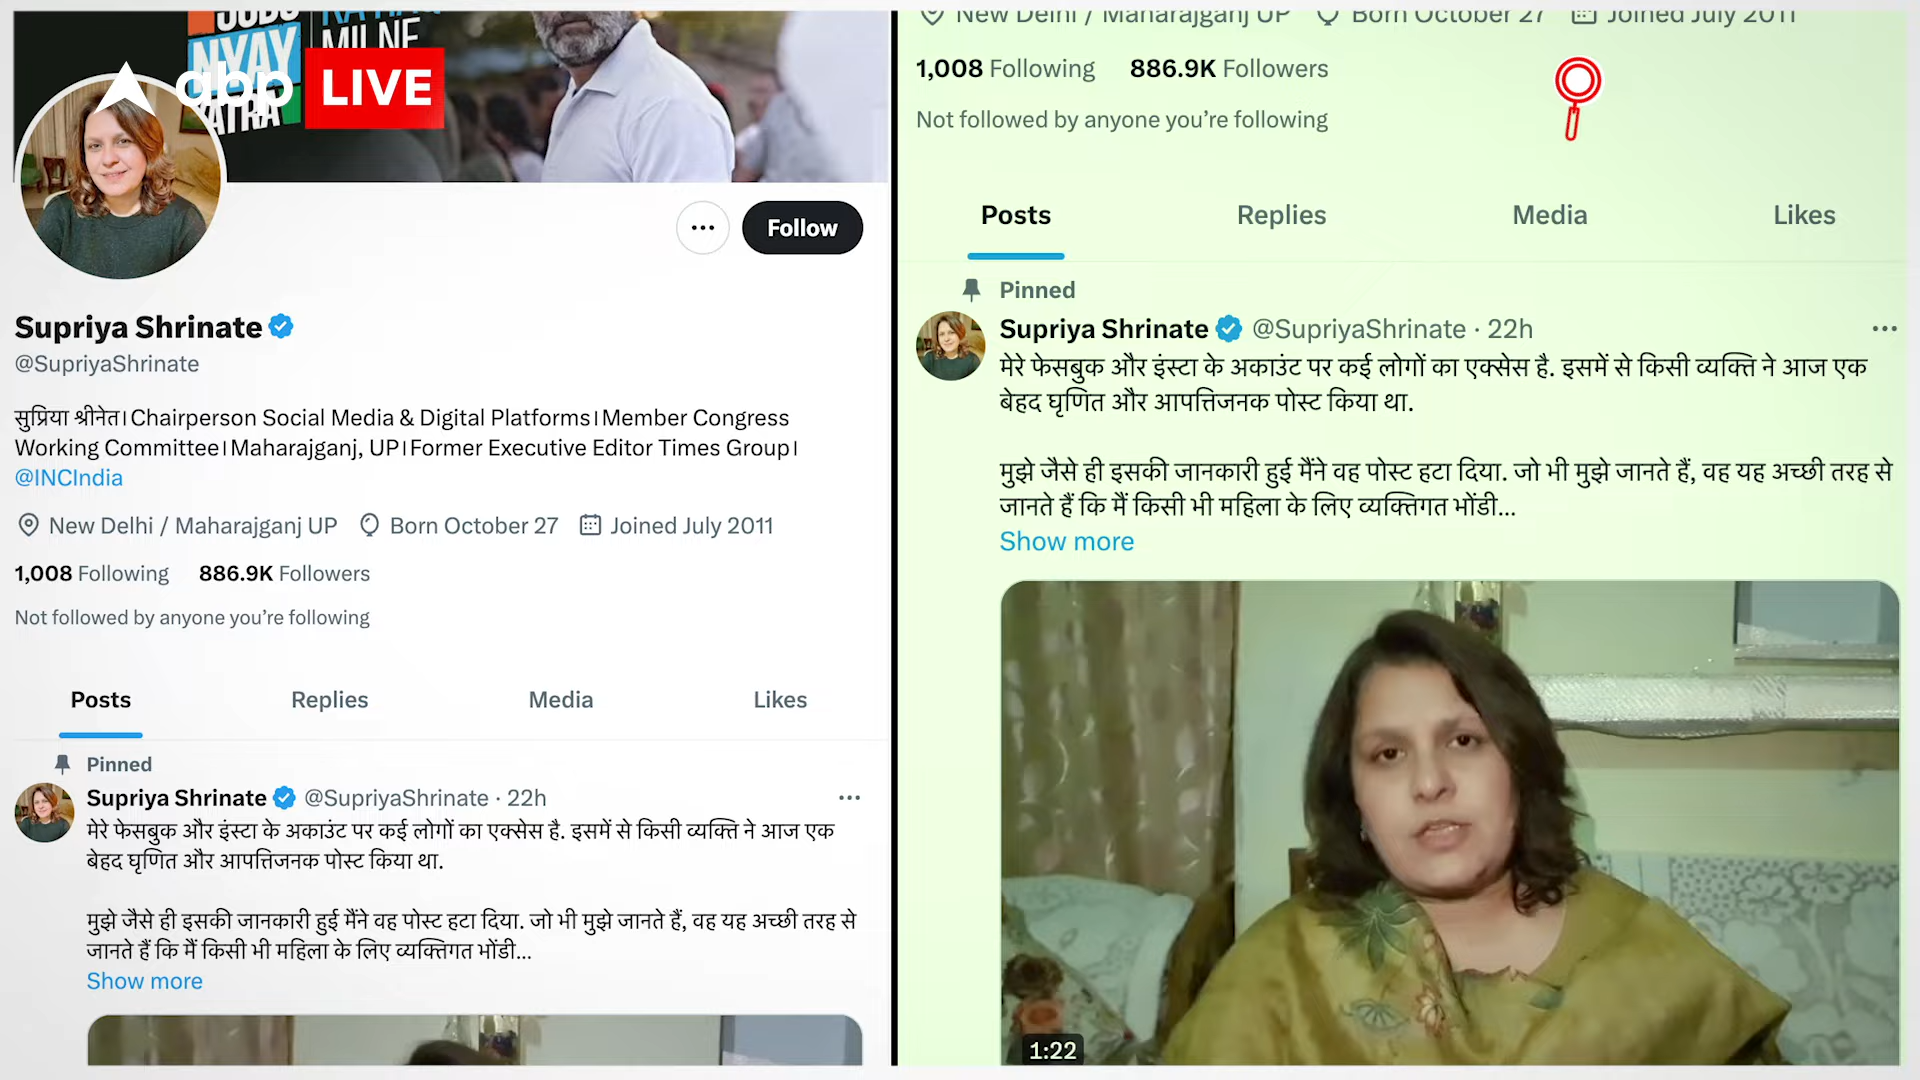 NYAY
YATRA
MILNE
abp LIVE
Follow
Supriya Shrinate
@SupriyaShrinate
सुप्रिया श्रीनेत।Chairperson Social Media & Digital Platforms।Member Congress
Working Committee।Maharajganj, UP।Former Executive Editor Times Group।
@INCIndia
New Delhi / Maharajganj UP Born October 27 Joined July 2011
1,008 Following 886.9K Followers
Not followed by anyone you’re following
Posts Replies Media Likes
Pinned
Supriya Shrinate @SupriyaShrinate · 22h
मेरे फेसबुक और इंस्टा के अकाउंट पर कई लोगों का एक्सेस है. इसमें से किसी व्यक्ति ने आज एक
बेहद घृणित और आपत्तिजनक पोस्ट किया था.
मुझे जैसे ही इसकी जानकारी हुई मैंने वह पोस्ट हटा दिया. जो भी मुझे जानते हैं, वह यह अच्छी तरह से
जानते हैं कि मैं किसी भी महिला के लिए व्यक्तिगत भोंडी...
Show more
New Delhi / Maharajganj UP Born October 27 Joined July 2011
1,008 Following 886.9K Followers
Not followed by anyone you’re following
Posts Replies Media Likes
Pinned
Supriya Shrinate @SupriyaShrinate · 22h
मेरे फेसबुक और इंस्टा के अकाउंट पर कई लोगों का एक्सेस है. इसमें से किसी व्यक्ति ने आज एक
बेहद घृणित और आपत्तिजनक पोस्ट किया था.
मुझे जैसे ही इसकी जानकारी हुई मैंने वह पोस्ट हटा दिया. जो भी मुझे जानते हैं, वह यह अच्छी तरह से
जानते हैं कि मैं किसी भी महिला के लिए व्यक्तिगत भोंडी...
Show more
1:22